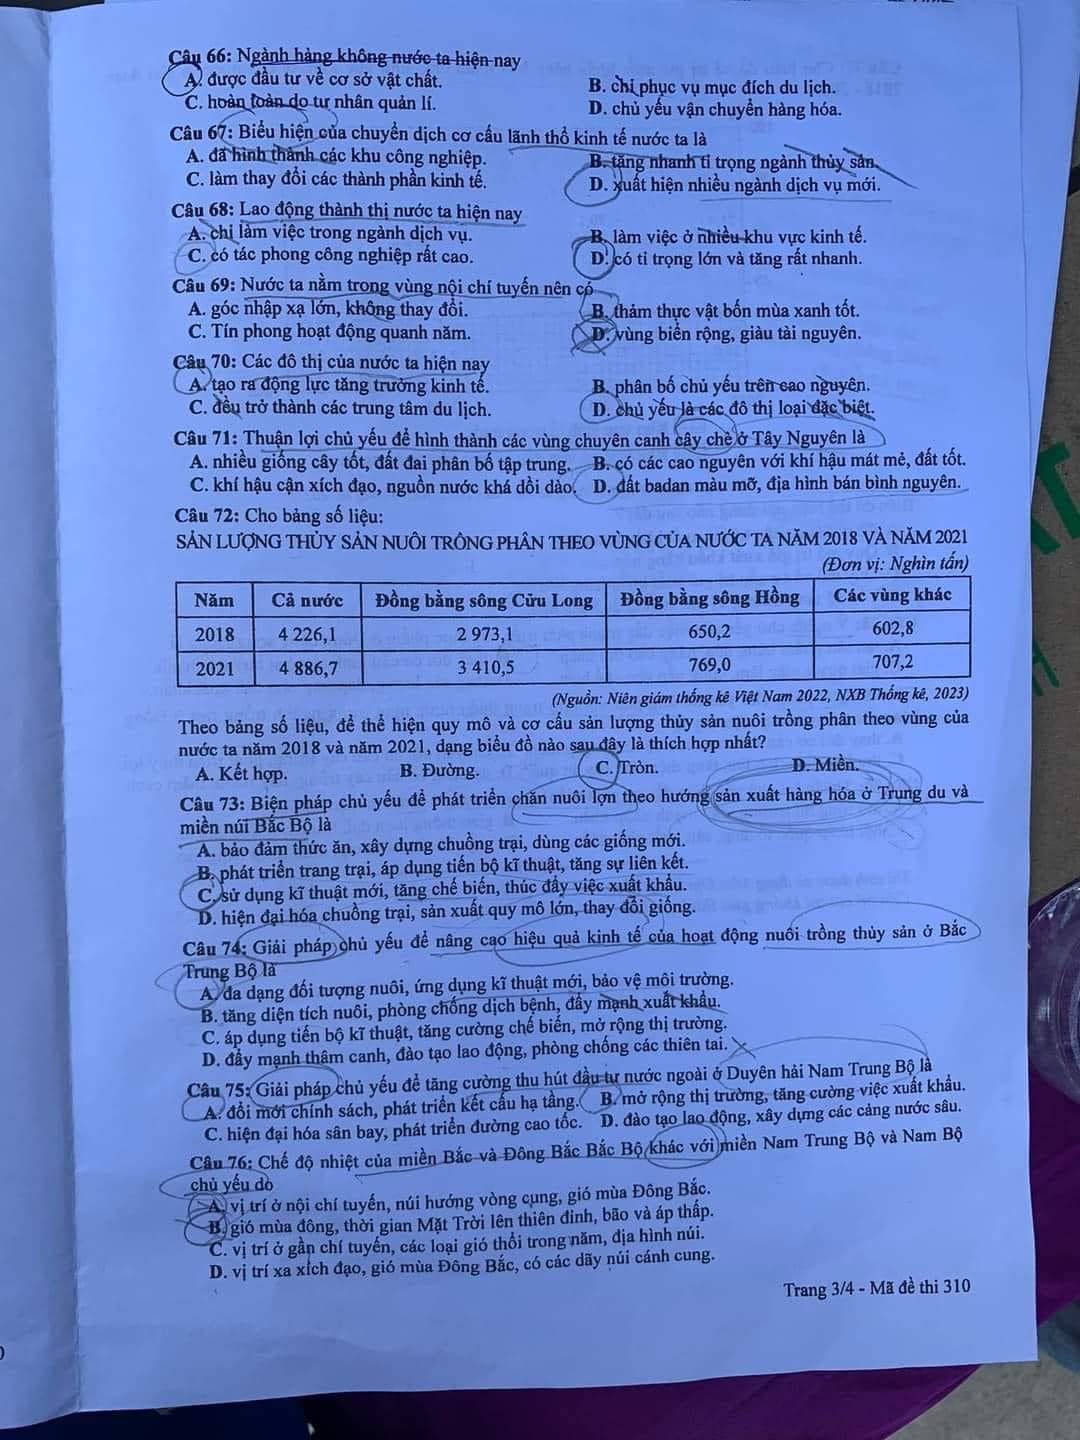 Câu 66: Ngành hàng không nước ta hiện nay
A. được đầu tư về cơ sở vật chất.
B. chỉ phục vụ mục đích du lịch.
C. hoàn toàn do tư nhân quản lí.
D. chủ yếu vận chuyển hàng hóa.
Câu 67: Biểu hiện của chuyển dịch cơ cấu lãnh thổ kinh tế nước ta là
A. đã hình thành các khu công nghiệp.
B. tăng nhanh tỉ trọng ngành thủy sản.
C. làm thay đổi các thành phần kinh tế.
D. xuất hiện nhiều ngành dịch vụ mới.
Câu 68: Lao động thành thị nước ta hiện nay
A. chỉ làm việc trong ngành dịch vụ.
B. làm việc ở nhiều khu vực kinh tế.
C. có tác phong công nghiệp rất cao.
D. có tỉ trọng lớn và tăng rất nhanh.
Câu 69: Nước ta nằm trong vùng nội chí tuyến nên có
A. góc nhập xạ lớn, không thay đổi.
B. thảm thực vật bốn mùa xanh tốt.
C. Tín phong hoạt động quanh năm.
D. vùng biển rộng, giàu tài nguyên.
Câu 70: Các đô thị của nước ta hiện nay
A. tạo ra động lực tăng trưởng kinh tế.
B. phân bố chủ yếu trên cao nguyên.
C. đều trở thành các trung tâm du lịch.
D. chủ yếu là các đô thị loại đặc biệt.
Câu 71: Thuận lợi chủ yếu để hình thành các vùng chuyên canh cây chè ở Tây Nguyên là
A. nhiều giống cây tốt, đất đai phân bố tập trung.
B. có các cao nguyên với khí hậu mát mẻ, đất tốt.
C. khí hậu cận xích đạo, nguồn nước khá dồi dào.
D. đất badan màu mỡ, địa hình bán bình nguyên.
Câu 72: Cho bảng số liệu:
SẢN LƯỢNG THỦY SẢN NUÔI TRỒNG PHÂN THEO VÙNG CỦA NƯỚC TA NĂM 2018 VÀ NĂM 2021
(Đơn vị: Nghìn tấn)
Năm Cả nước Đồng bằng sông Cửu Long Đồng bằng sông Hồng Các vùng khác
2018 4 226,1 2 973,1 650,2 602,8
2021 4 886,7 3 410,5 769,0 707,2
(Nguồn: Niên giám thống kê Việt Nam 2022, NXB Thống kê, 2023)
Theo bảng số liệu, để thể hiện quy mô và cơ cấu sản lượng thủy sản nuôi trồng phân theo vùng của
nước ta năm 2018 và năm 2021, dạng biểu đồ nào sau đây là thích hợp nhất?
A. Kết hợp. B. Đường. C. Tròn. D. Miền.
Câu 73: Biện pháp chủ yếu để phát triển chăn nuôi lợn theo hướng sản xuất hàng hóa ở Trung du và
miền núi Bắc Bộ là
A. bảo đảm thức ăn, xây dựng chuồng trại, dùng các giống mới.
B. phát triển trang trại, áp dụng tiến bộ kĩ thuật, tăng sự liên kết.
C. sử dụng kĩ thuật mới, tăng chế biến, thúc đẩy việc xuất khẩu.
D. hiện đại hóa chuồng trại, sản xuất quy mô lớn, thay đổi giống.
Câu 74: Giải pháp chủ yếu để nâng cao hiệu quả kinh tế của hoạt động nuôi trồng thủy sản ở Bắc
Trung Bộ là
A. đa dạng đối tượng nuôi, ứng dụng kĩ thuật mới, bảo vệ môi trường.
B. tăng diện tích nuôi, phòng chống dịch bệnh, đẩy mạnh xuất khẩu.
C. áp dụng tiến bộ kĩ thuật, tăng cường chế biến, mở rộng thị trường.
D. đẩy mạnh thâm canh, đào tạo lao động, phòng chống các thiên tai.
Câu 75: Giải pháp chủ yếu để tăng cường thu hút đầu tư nước ngoài ở Duyên hải Nam Trung Bộ là
A. đổi mới chính sách, phát triển kết cấu hạ tầng.
B. mở rộng thị trường, tăng cường việc xuất khẩu.
C. hiện đại hóa sân bay, phát triển đường cao tốc.
D. đào tạo lao động, xây dựng các cảng nước sâu.
Câu 76: Chế độ nhiệt của miền Bắc và Đông Bắc Bắc Bộ khác với miền Nam Trung Bộ và Nam Bộ
chủ yếu do
A. vị trí ở nội chí tuyến, núi hướng vòng cung, gió mùa Đông Bắc.
B. gió mùa đông, thời gian Mặt Trời lên thiên đỉnh, bão và áp thấp.
C. vị trí ở gần chí tuyến, các loại gió thổi trong năm, địa hình núi.
D. vị trí xa xích đạo, gió mùa Đông Bắc, có các dãy núi cánh cung.
Trang 3/4 - Mã đề thi 310